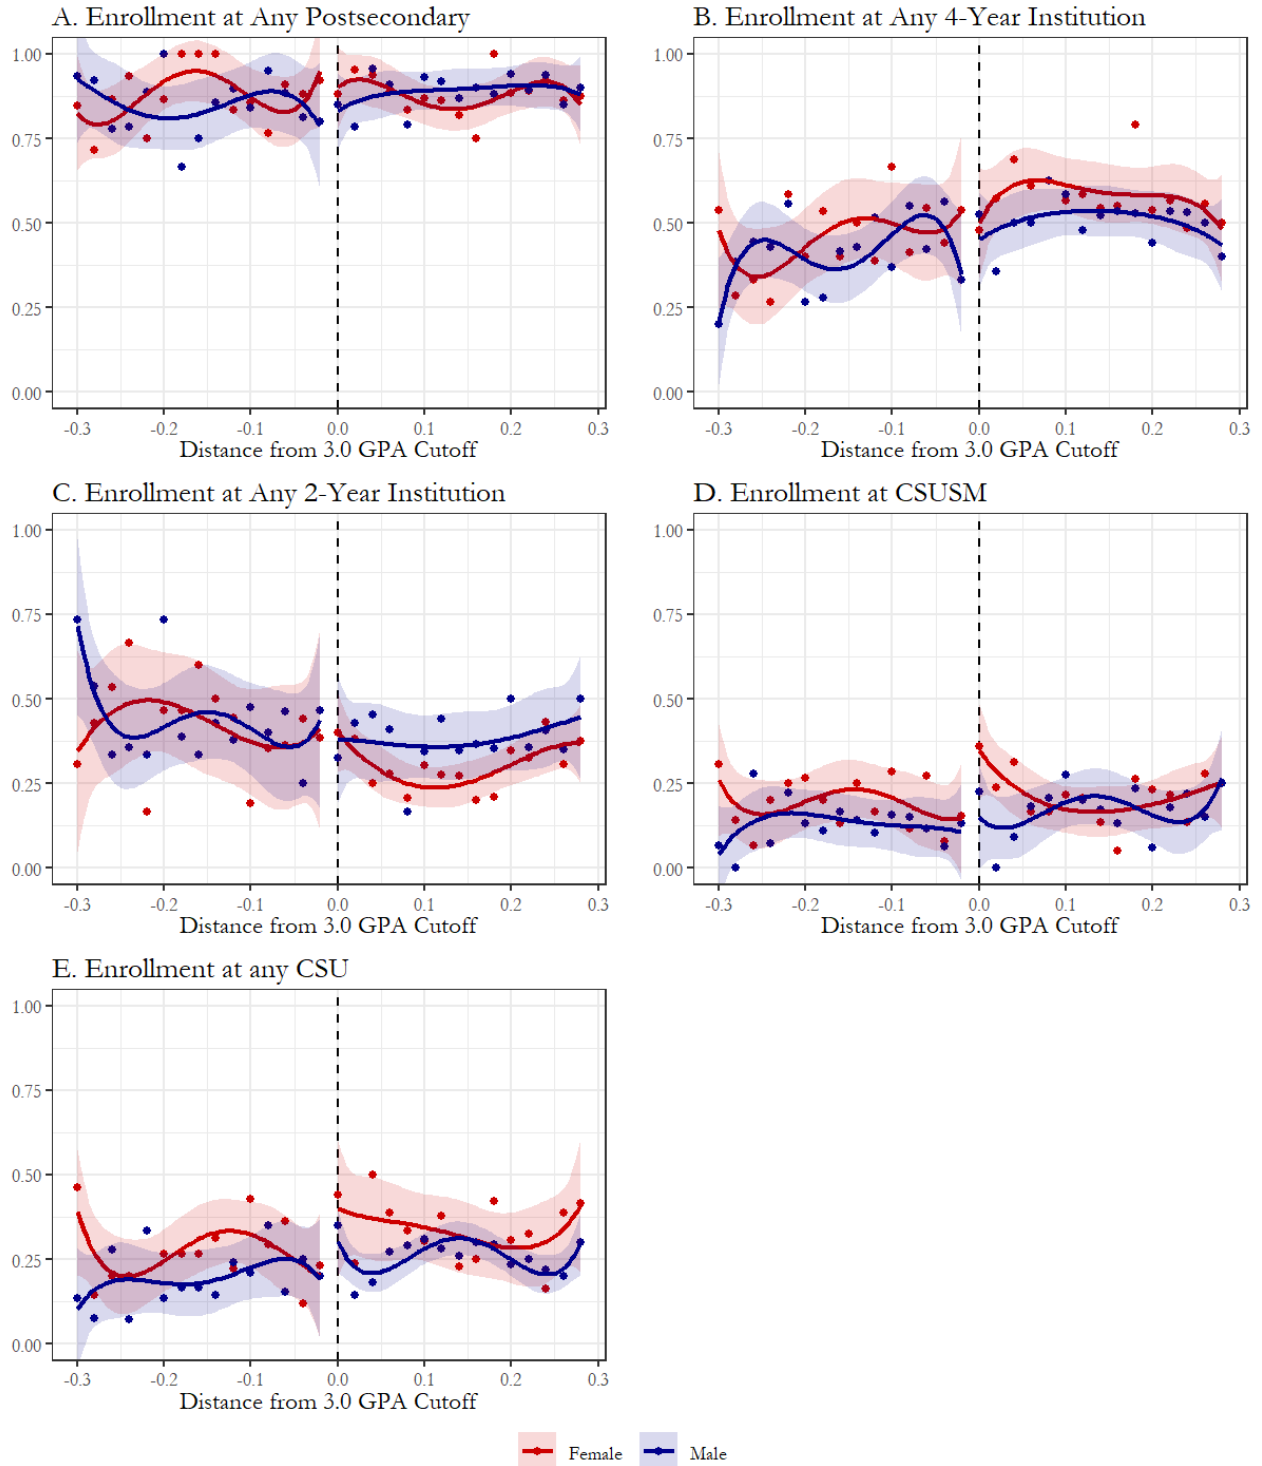 A. Enrollment at Any Postsecondary
1.00
0.75
0.50
0.25
0.00
-0.3 -0.2 -0.1 0.0 0.1 0.2 0.3
Distance from 3.0 GPA Cutoff
B. Enrollment at Any 4-Year Institution
1.00
0.75
0.50
0.25
0.00
-0.3 -0.2 -0.1 0.0 0.1 0.2 0.3
Distance from 3.0 GPA Cutoff
C. Enrollment at Any 2-Year Institution
1.00
0.75
0.50
0.25
0.00
-0.3 -0.2 -0.1 0.0 0.1 0.2 0.3
Distance from 3.0 GPA Cutoff
D. Enrollment at CSUSM
1.00
0.75
0.50
0.25
0.00
-0.3 -0.2 -0.1 0.0 0.1 0.2 0.3
Distance from 3.0 GPA Cutoff
E. Enrollment at any CSU
1.00
0.75
0.50
0.25
0.00
-0.3 -0.2 -0.1 0.0 0.1 0.2 0.3
Distance from 3.0 GPA Cutoff
Female Male